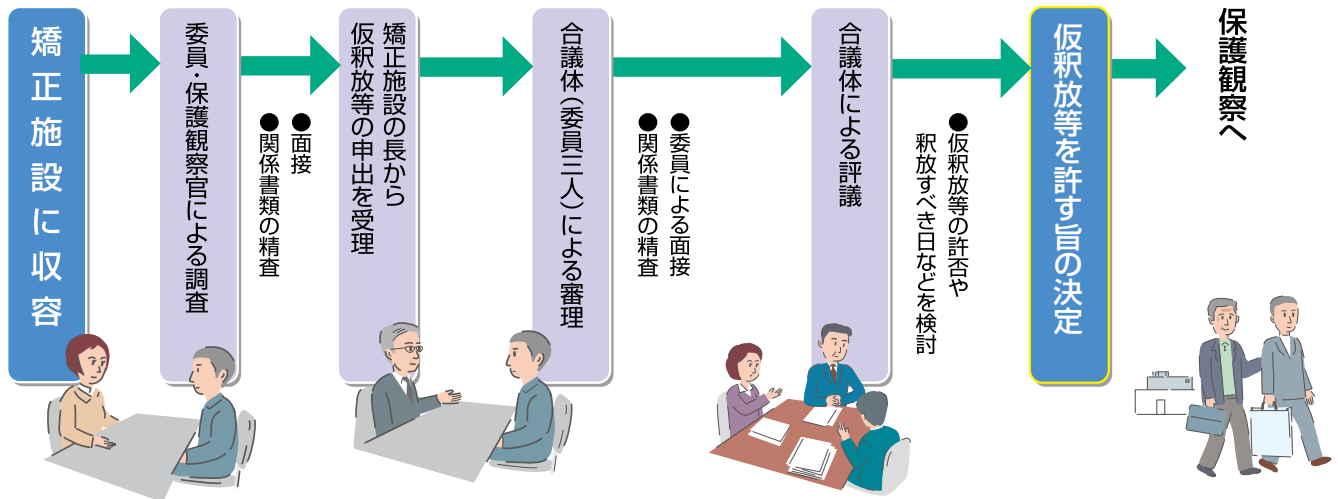 矯正施設に収容
委員・保護観察官による調査
●面接
●関係書類の精査
矯正施設の長から
仮釈放等の申出を受理
合議体(委員三人)による審理
●委員による面接
●関係書類の精査
合議体による評議
●仮釈放等の許否や
釈放すべき日などを検討
仮釈放等を許す旨の決定
保護観察へ